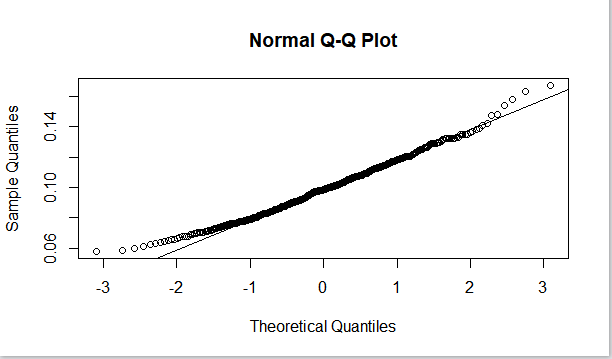 Normal Q-Q Plot
Sample Quantiles
0.14
0.10
0.06
-3 -2 -1 0 1 2 3
Theoretical Quantiles